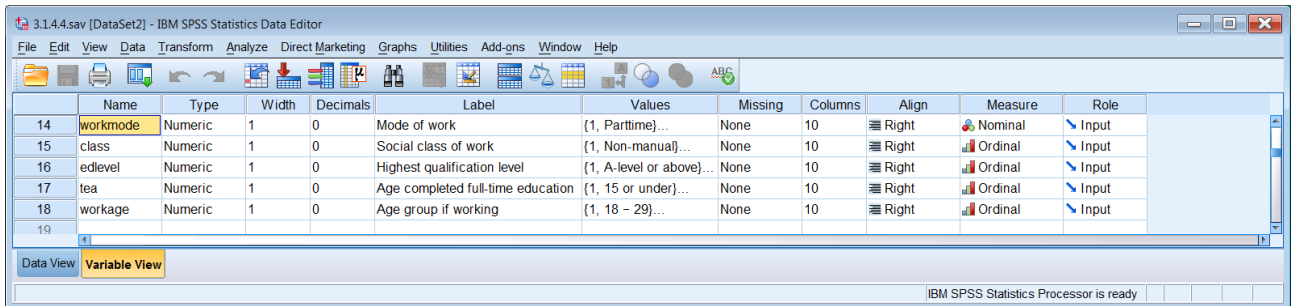 3.1.4.4.sav [DataSet2] - IBM SPSS Statistics Data Editor
File Edit View Data Transform Analyze Direct Marketing Graphs Utilities Add-ons Window Help
Name Type Width Decimals Label Values Missing Columns Align Measure Role
14 workmode Numeric 1 0 Mode of work {1, Parttime}... None 10 Right Nominal Input
15 class Numeric 1 0 Social class of work {1, Non-manual}... None 10 Right Ordinal Input
16 edlevel Numeric 1 0 Highest qualification level {1, A-level or above}... None 10 Right Ordinal Input
17 tea Numeric 1 0 Age completed full-time education {1, 15 or under}... None 10 Right Ordinal Input
18 workage Numeric 1 0 Age group if working {1, 18 – 29}... None 10 Right Ordinal Input
19
Data View Variable View
IBM SPSS Statistics Processor is ready